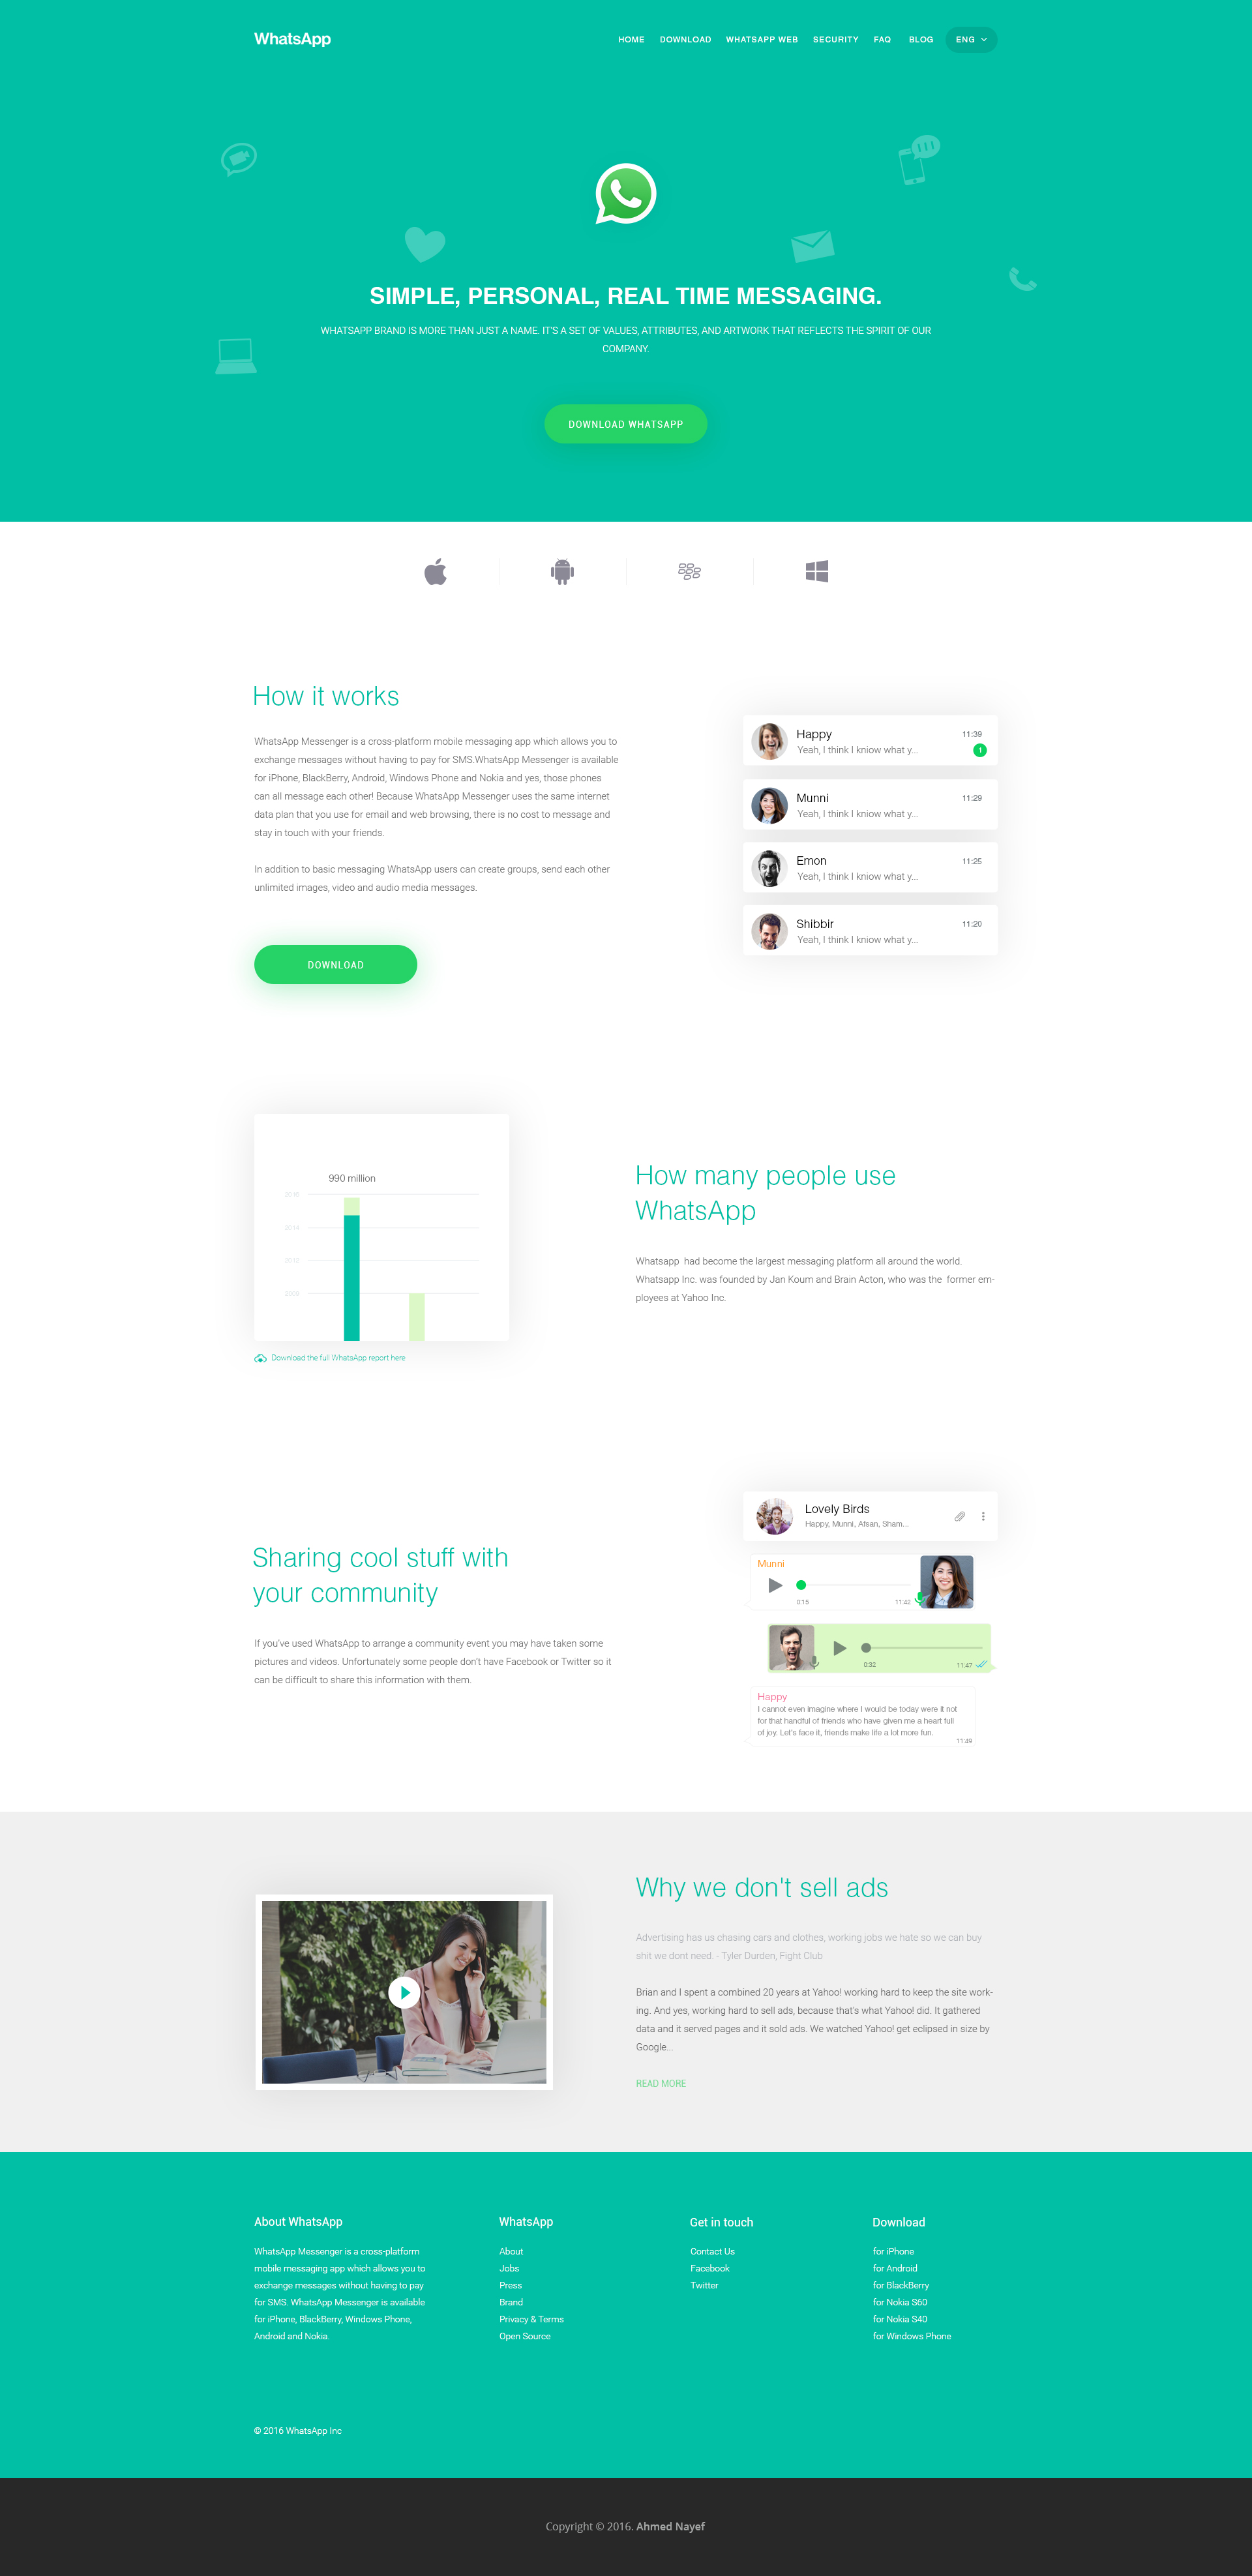 WhatsApp
HOME DOWNLOAD WHATSAPP WEB SECURITY FAQ BLOG ENG
SIMPLE, PERSONAL, REAL TIME MESSAGING.
WHATSAPP BRAND IS MORE THAN JUST A NAME. IT'S A SET OF VALUES, ATTRIBUTES, AND ARTWORK THAT REFLECTS THE SPIRIT OF OUR
COMPANY.
DOWNLOAD WHATSAPP
How it works
WhatsApp Messenger is a cross-platform mobile messaging app which allows you to
exchange messages without having to pay for SMS.WhatsApp Messenger is available
for iPhone, BlackBerry, Android, Windows Phone and Nokia and yes, those phones
can all message each other! Because WhatsApp Messenger uses the same internet
data plan that you use for email and web browsing, there is no cost to message and
stay in touch with your friends.
In addition to basic messaging WhatsApp users can create groups, send each other
unlimited images, video and audio media messages.
DOWNLOAD
Happy 11:39
Yeah, I think I kniow what y... 1
Munni 11:29
Yeah, I think I kniow what y...
Emon 11:25
Yeah, I think I kniow what y...
Shibbir 11:20
Yeah, I think I kniow what y...
990 million
2016
2014
2012
2009
Download the full WhatsApp report here
How many people use
WhatsApp
Whatsapp had become the largest messaging platform all around the world.
Whatsapp Inc. was founded by Jan Koum and Brain Acton, who was the former em-
ployees at Yahoo Inc.
Sharing cool stuff with
your community
If you've used WhatsApp to arrange a community event you may have taken some
pictures and videos. Unfortunately some people don't have Facebook or Twitter so it
can be difficult to share this information with them.
Lovely Birds
Happy, Munni, Afsan, Sham...
Munni
0:15 11:42
0:32 11:47
Happy
I cannot even imagine where I would be today were it not
for that handful of friends who have given me a heart full
of joy. Let's face it, friends make life a lot more fun.
11:49
Why we don't sell ads
Advertising has us chasing cars and clothes, working jobs we hate so we can buy
shit we dont need. - Tyler Durden, Fight Club
Brian and I spent a combined 20 years at Yahoo! working hard to keep the site work-
ing. And yes, working hard to sell ads, because that's what Yahoo! did. It gathered
data and it served pages and it sold ads. We watched Yahoo! get eclipsed in size by
Google...
READ MORE
About WhatsApp
WhatsApp Messenger is a cross-platform
mobile messaging app which allows you to
exchange messages without having to pay
for SMS. WhatsApp Messenger is available
for iPhone, BlackBerry, Windows Phone,
Android and Nokia.
WhatsApp
About
Jobs
Press
Brand
Privacy & Terms
Open Source
Get in touch
Contact Us
Facebook
Twitter
Download
for iPhone
for Android
for BlackBerry
for Nokia S60
for Nokia S40
for Windows Phone
© 2016 WhatsApp Inc
Copyright © 2016. Ahmed Nayef